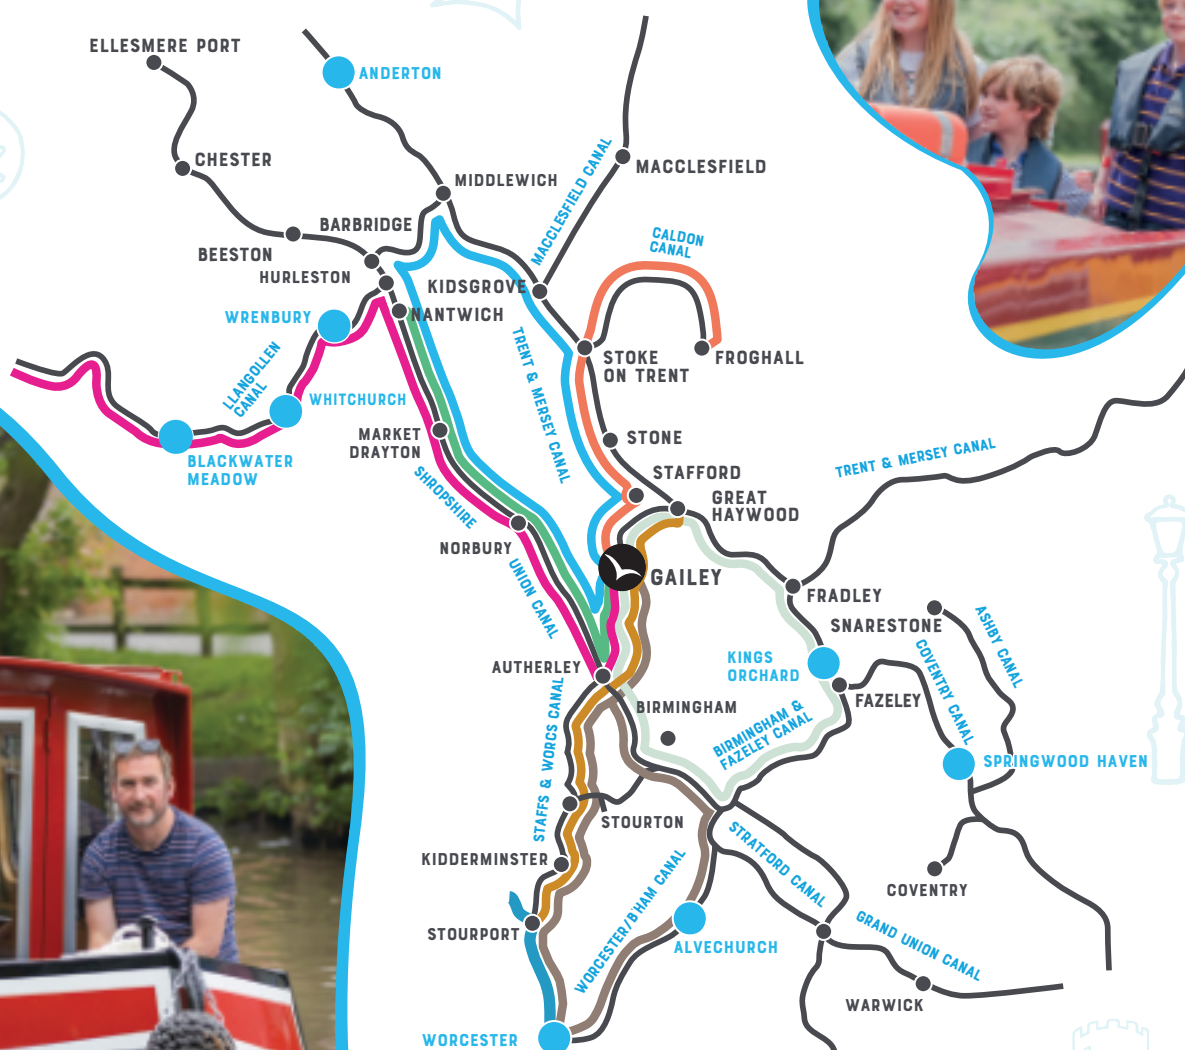 ELLESMERE PORT
ANDERTON
CHESTER
MIDDLEWICH
MACCLESFIELD
MACCLESFIELD CANAL
BARBRIDGE
BEESTON
HURLESTON
CALDON
CANAL
KIDSGROVE
WRENBURY
NANTWICH
TRENT & MERSEY CANAL
STOKE
ON TRENT
FROGHALL
LLANGOLLEN
CANAL
WHITCHURCH
MARKET
DRAYTON
STONE
BLACKWATER
MEADOW
SHROPSHIRE
UNION CANAL
STAFFORD
TRENT & MERSEY CANAL
GREAT
HAYWOOD
NORBURY
GAILEY
FRADLEY
SNARESTONE
ASHBY CANAL
COVENTRY CANAL
AUTHERLEY
KINGS
ORCHARD
FAZELEY
BIRMINGHAM
BIRMINGHAM &
FAZELEY CANAL
STAFFS & WORCS CANAL
SPRINGWOOD HAVEN
STOURTON
STRATFORD CANAL
KIDDERMINSTER
COVENTRY
WORCESTER/B'HAM CANAL
STOURPORT
ALVECHURCH
GRAND UNION CANAL
WARWICK
WORCESTER